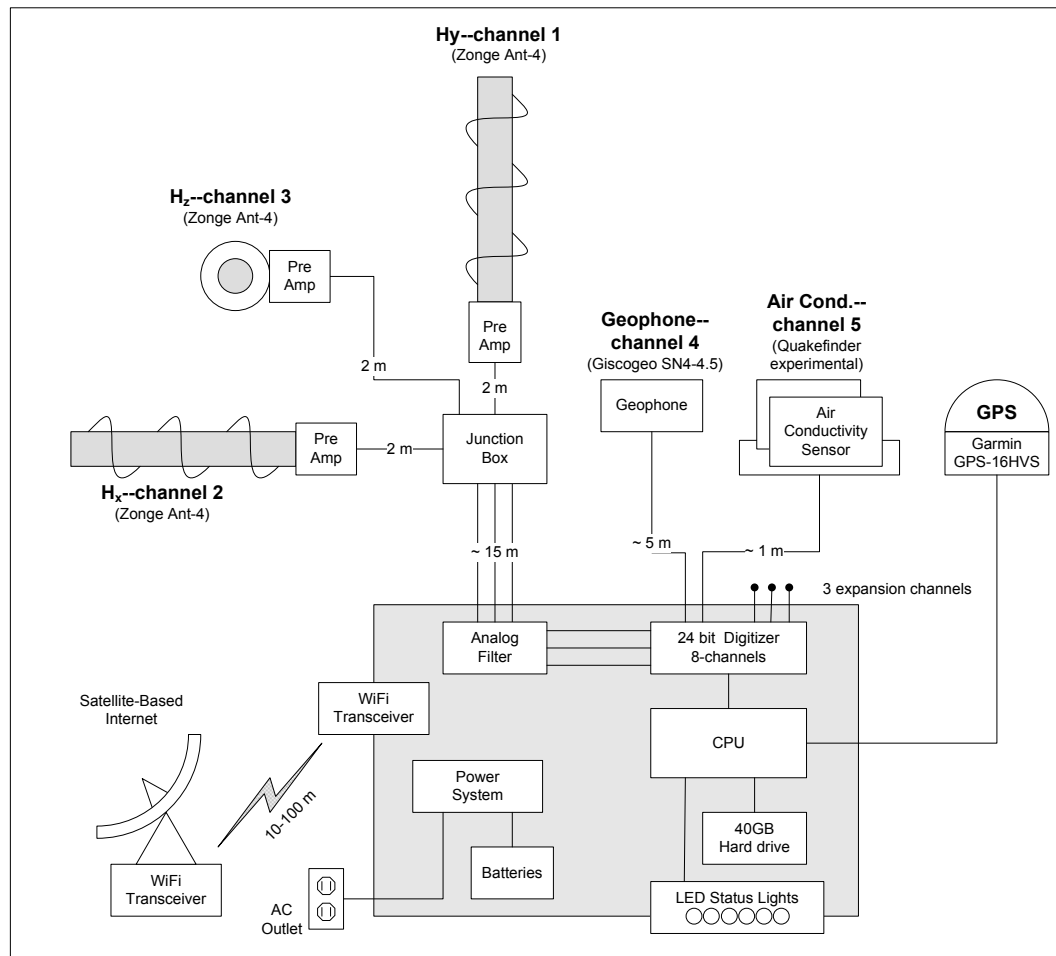 Hy--channel 1
(Zonge Ant-4)
H_z--channel 3
(Zonge Ant-4)
Pre
Amp
2 m
Pre
Amp
2 m
Geophone--
channel 4
(Giscogeo SN4-4.5)
Geophone
Air Cond.--
channel 5
(Quakefinder
experimental)
Air
Conductivity
Sensor
GPS
Garmin
GPS-16HVS
Pre
Amp
2 m
Junction
Box
H_x--channel 2
(Zonge Ant-4)
~ 15 m
~ 5 m
~ 1 m
3 expansion channels
Analog
Filter
24 bit Digitizer
8-channels
Satellite-Based
Internet
WiFi
Transceiver
CPU
10-100 m
Power
System
40GB
Hard drive
Batteries
WiFi
Transceiver
AC
Outlet
LED Status Lights